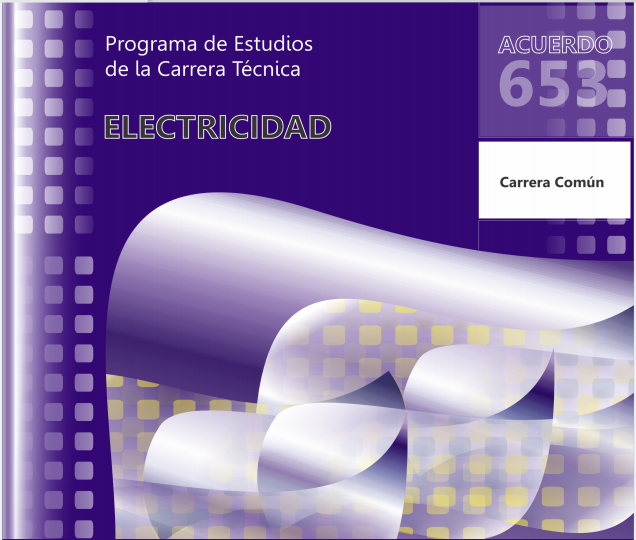 Programa de Estudios
de la Carrera Técnica
ELECTRICIDAD
ACUERDO
653
Carrera Común